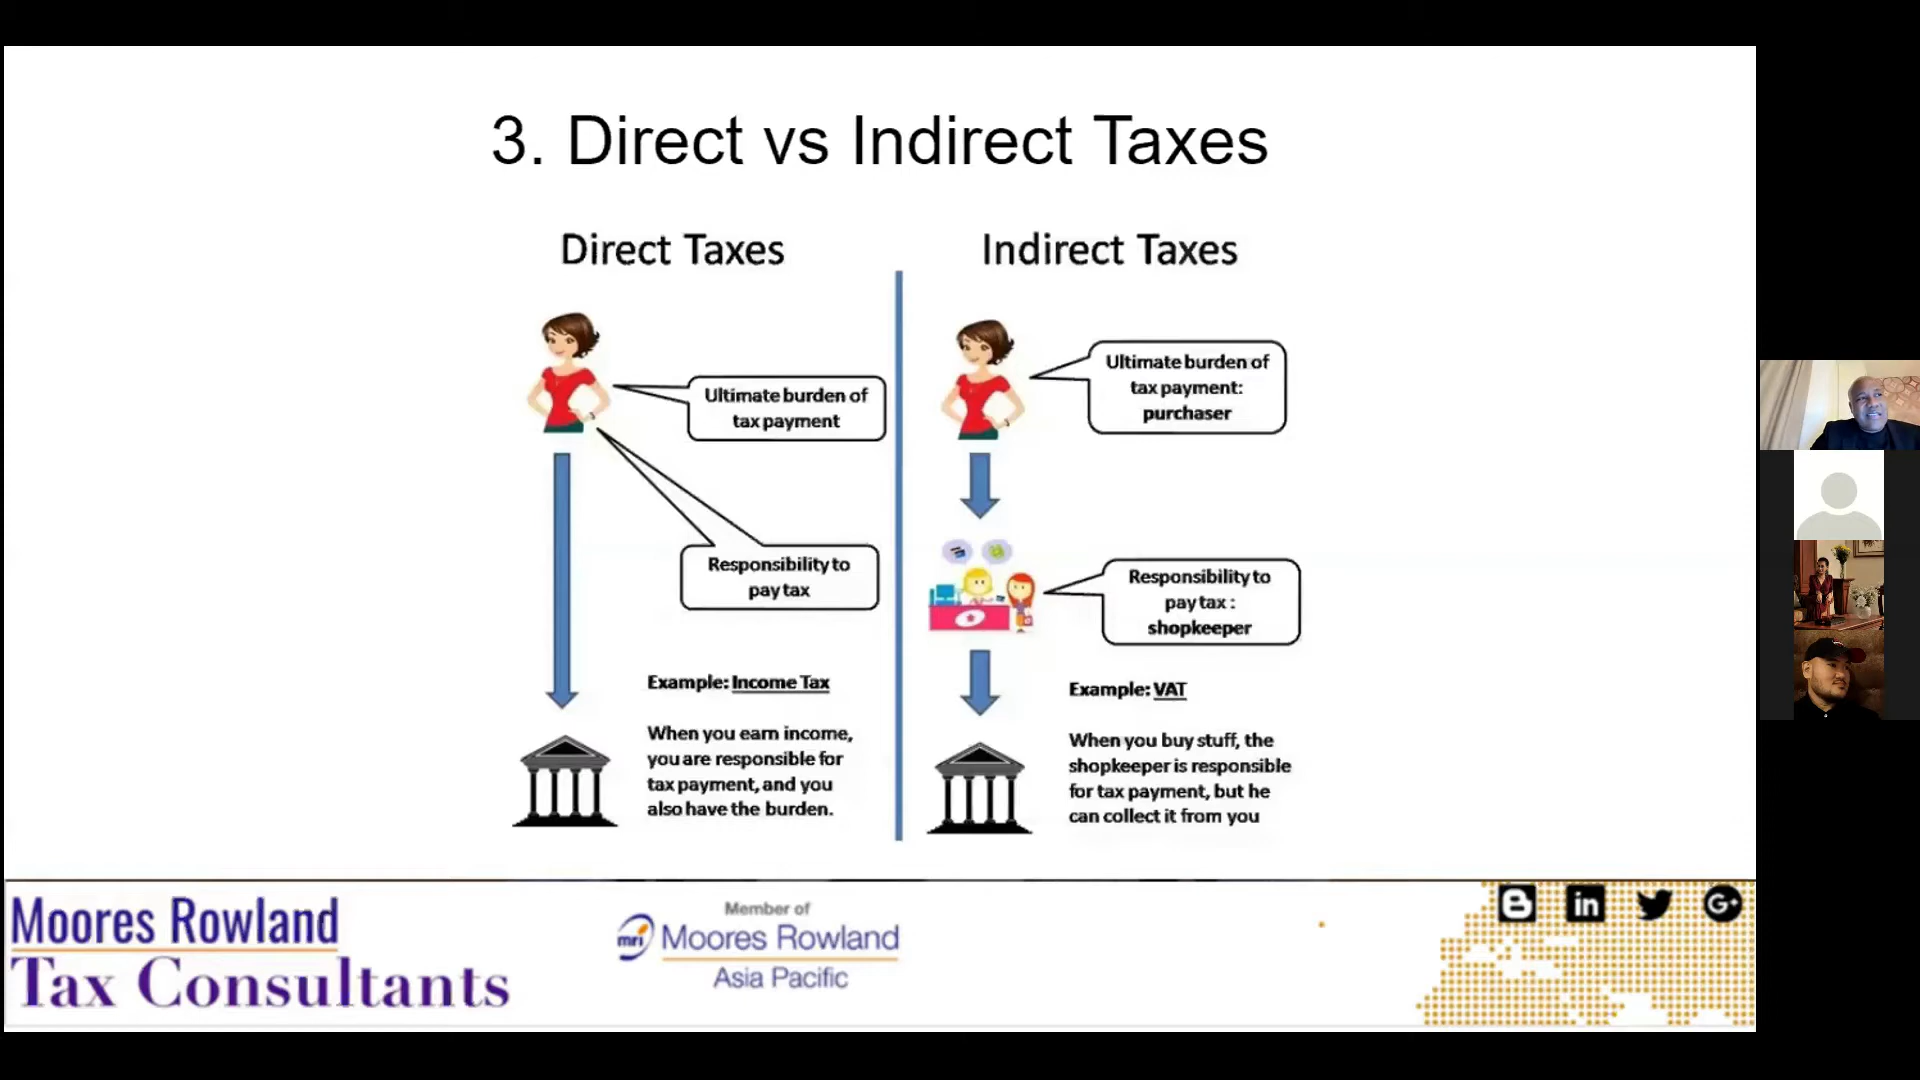 3. Direct vs Indirect Taxes
Direct Taxes
Ultimate burden of
tax payment
Responsibility to
pay tax
Example: Income Tax
When you earn income,
you are responsible for
tax payment, and you
also have the burden.
Indirect Taxes
Ultimate burden of
tax payment:
purchaser
Responsibility to
pay tax :
shopkeeper
Example: VAT
When you buy stuff, the
shopkeeper is responsible
for tax payment, but he
can collect it from you
Moores Rowland
Tax Consultants
Member of
mri Moores Rowland
Asia Pacific
in
G+